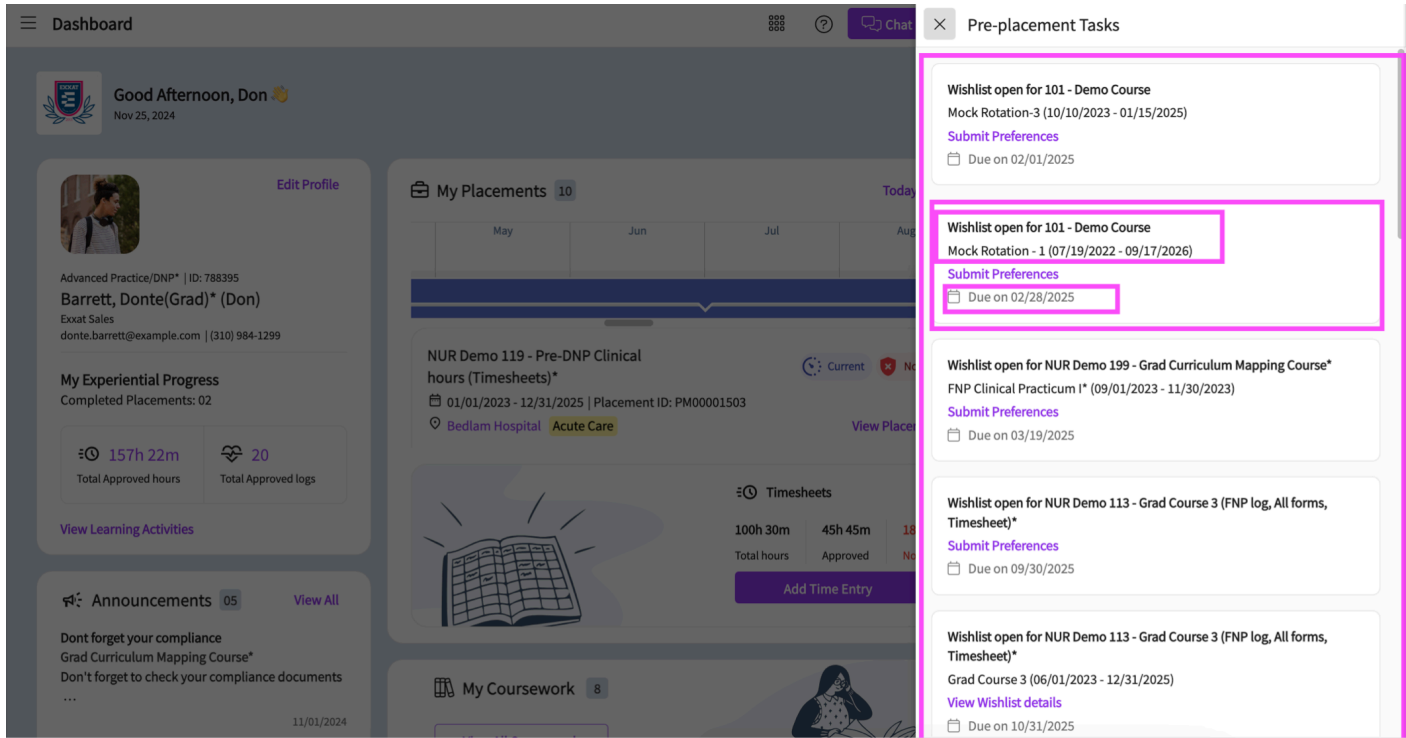 Dashboard
Chat
Pre-placement Tasks
EXXAT
Good Afternoon, Don 👋
Nov 25, 2024
Edit Profile
Advanced Practice/DNP* | ID: 788395
Barrett, Donte(Grad)* (Don)
Exxat Sales
donte.barrett@example.com | (310) 984-1299
My Experiential Progress
Completed Placements: 02
157h 22m
Total Approved hours
20
Total Approved logs
View Learning Activities
Announcements 05
View All
Dont forget your compliance
Grad Curriculum Mapping Course*
Don't forget to check your compliance documents
...
11/01/2024
My Placements 10
Today
May
Jun
Jul
Aug
NUR Demo 119 - Pre-DNP Clinical
hours (Timesheets)*
Current
01/01/2023 - 12/31/2025 | Placement ID: PM00001503
Bedlam Hospital
Acute Care
Timesheets
100h 30m
Total hours
45h 45m
Approved
18
Add Time Entry
My Coursework 8
Wishlist open for 101 - Demo Course
Mock Rotation-3 (10/10/2023 - 01/15/2025)
Submit Preferences
Due on 02/01/2025
Wishlist open for 101 - Demo Course
Mock Rotation - 1 (07/19/2022 - 09/17/2026)
Submit Preferences
Due on 02/28/2025
Wishlist open for NUR Demo 199 - Grad Curriculum Mapping Course*
FNP Clinical Practicum I* (09/01/2023 - 11/30/2023)
Submit Preferences
Due on 03/19/2025
Wishlist open for NUR Demo 113 - Grad Course 3 (FNP log, All forms,
Timesheet)*
Submit Preferences
Due on 09/30/2025
Wishlist open for NUR Demo 113 - Grad Course 3 (FNP log, All forms,
Timesheet)*
Grad Course 3 (06/01/2023 - 12/31/2025)
View Wishlist details
Due on 10/31/2025